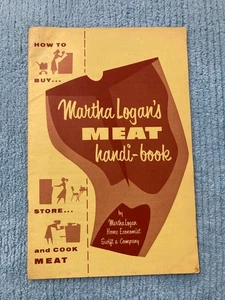 HOW TO
BUY...
STORE...
and COOK
MEAT
Martha Logan's
MEAT
handi-book
by
Martha Logan
Home Economist
Swift & Company